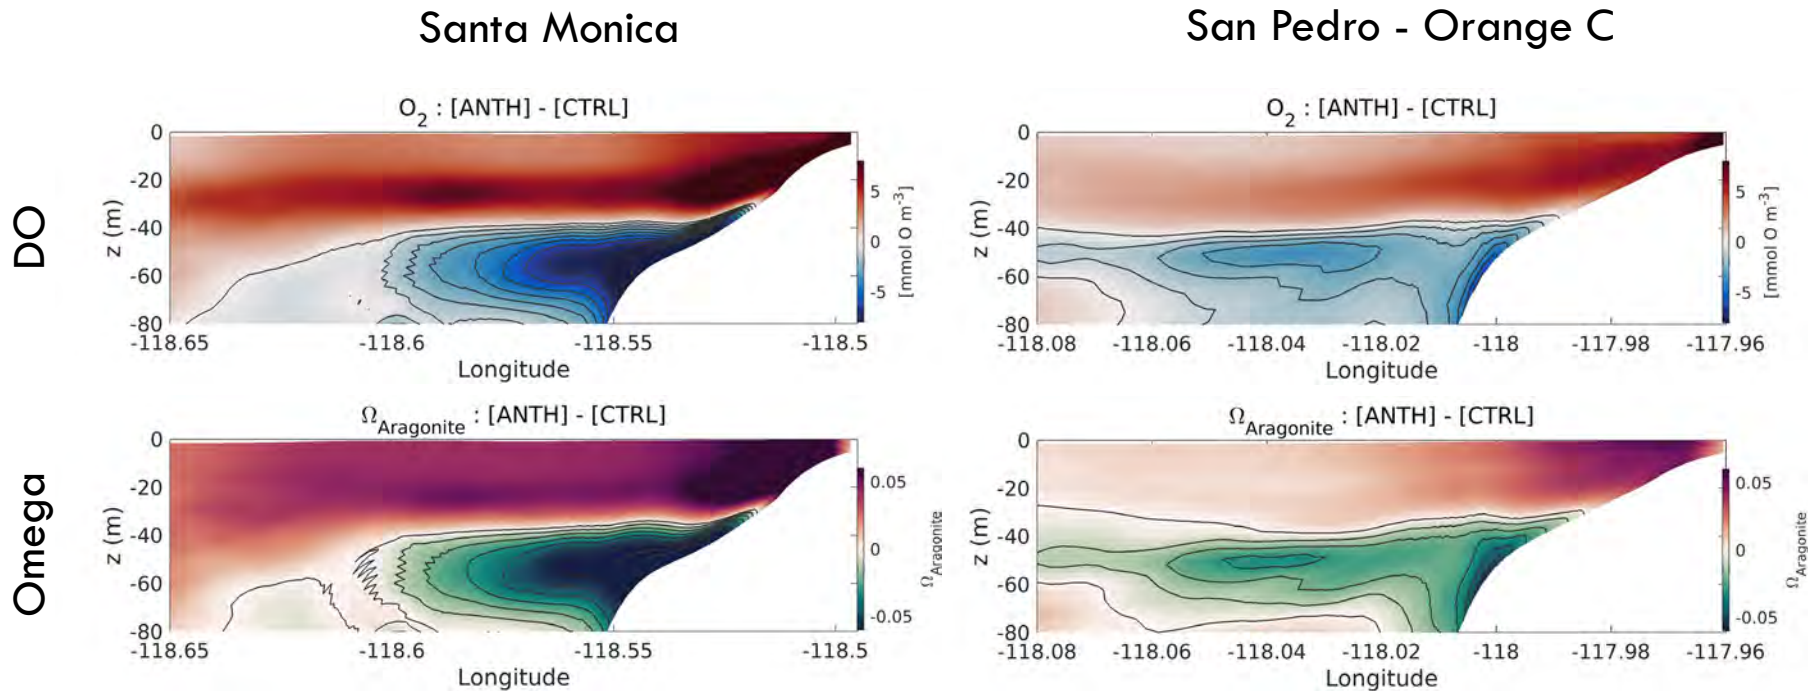 Santa Monica
San Pedro - Orange C
DO
O2 : [ANTH] - [CTRL]
0
-20
-40
-60
-80
z (m)
-118.65
-118.6
-118.55
-118.5
Longitude
5
0
-5
[mmol O m-3]
O2 : [ANTH] - [CTRL]
0
-20
-40
-60
-80
z (m)
-118.08
-118.06
-118.04
-118.02
-118
-117.98
-117.96
Longitude
5
0
-5
[mmol O m-3]
Omega
ΩAragonite : [ANTH] - [CTRL]
0
-20
-40
-60
-80
z (m)
-118.65
-118.6
-118.55
-118.5
Longitude
0.05
0
-0.05
ΩAragonite
ΩAragonite : [ANTH] - [CTRL]
0
-20
-40
-60
-80
z (m)
-118.08
-118.06
-118.04
-118.02
-118
-117.98
-117.96
Longitude
0.05
0
-0.05
ΩAragonite